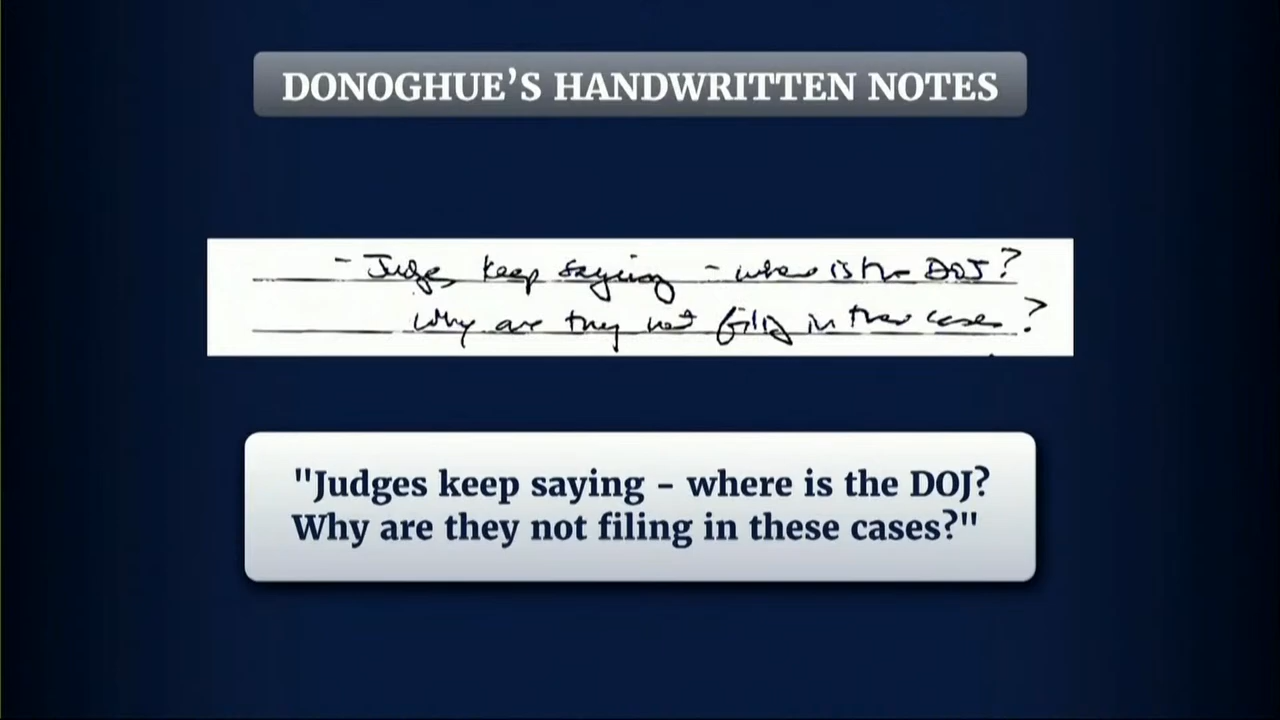 DONOGHUE’S HANDWRITTEN NOTES
- Judges keep saying - where is the DOJ?
Why are they not filing in these cases?
"Judges keep saying – where is the DOJ?
Why are they not filing in these cases?"